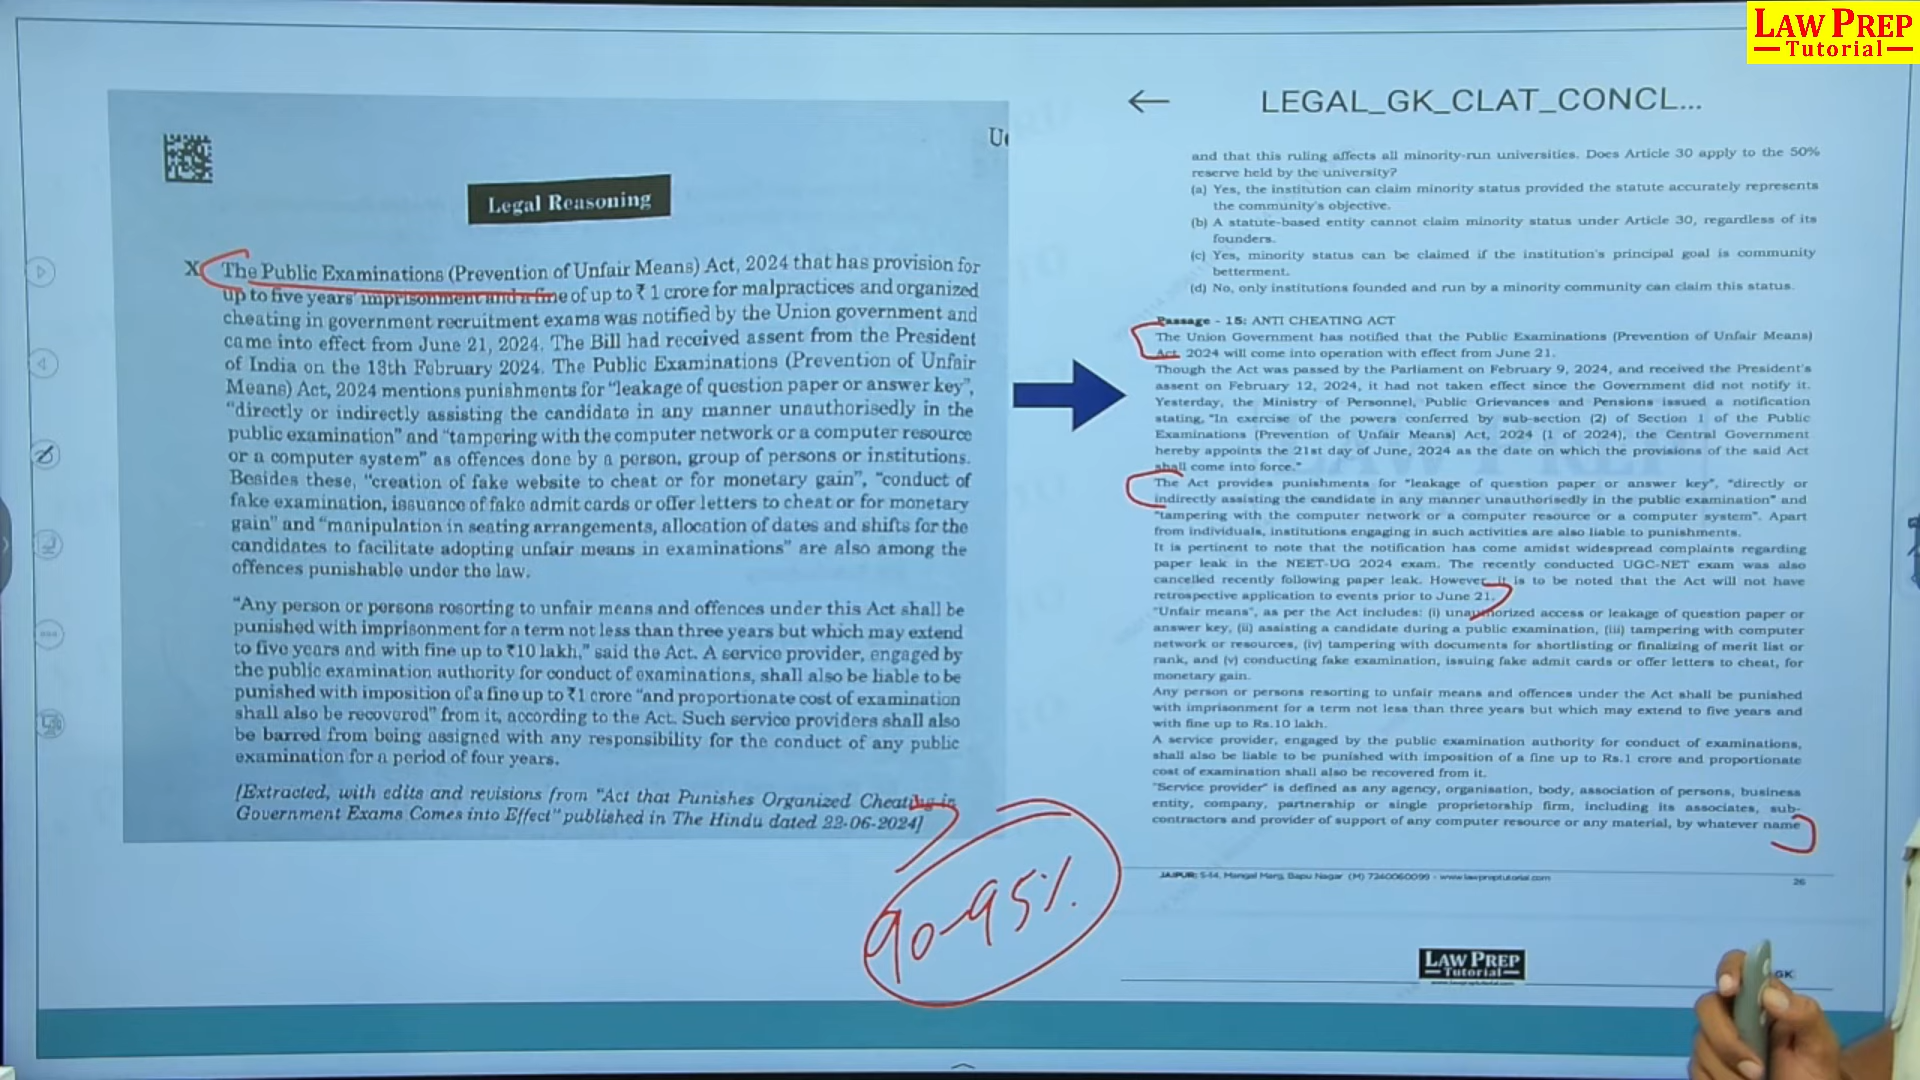 LAW PREP
Tutorial
Legal Reasoning
X
The Public Examinations (Prevention of Unfair Means) Act, 2024 that has provision for
up to five years' imprisonment and a fine of up to ₹ 1 crore for malpractices and organized
cheating in government recruitment exams was notified by the Union government and
came into effect from June 21, 2024. The Bill had received assent from the President
of India on the 13th February 2024. The Public Examinations (Prevention of Unfair
Means) Act, 2024 mentions punishments for "leakage of question paper or answer key",
"directly or indirectly assisting the candidate in any manner unauthorisedly in the
public examination" and "tampering with the computer network or a computer resource
or a computer system" as offences done by a person, group of persons or institutions.
Besides these, "creation of fake website to cheat or for monetary gain", "conduct of
fake examination, issuance of fake admit cards or offer letters to cheat or for monetary
gain" and "manipulation in seating arrangements, allocation of dates and shifts for the
candidates to facilitate adopting unfair means in examinations" are also among the
offences punishable under the law.
"Any person or persons resorting to unfair means and offences under this Act shall be
punished with imprisonment for a term not less than three years but which may extend
to five years and with fine up to ₹10 lakh," said the Act. A service provider, engaged by
the public examination authority for conduct of examinations, shall also be liable to be
punished with imposition of a fine up to ₹1 crore "and proportionate cost of examination
shall also be recovered" from it, according to the Act. Such service providers shall also
be barred from being assigned with any responsibility for the conduct of any public
examination for a period of four years.
[Extracted, with edits and revisions from "Act that Punishes Organized Cheating in
Government Exams Comes into Effect" published in The Hindu dated 22-06-2024]
90-95%
LEGAL_GK_CLAT_CONCL...
and that this ruling affects all minority-run universities. Does Article 30 apply to the 50%
reserve held by the university?
(a) Yes, the institution can claim minority status provided the statute accurately represents
the community's objective.
(b) A statute-based entity cannot claim minority status under Article 30, regardless of its
founders.
(c) Yes, minority status can be claimed if the institution's principal goal is community
betterment.
(d) No, only institutions founded and run by a minority community can claim this status.
Passage - 15: ANTI CHEATING ACT
The Union Government has notified that the Public Examinations (Prevention of Unfair Means)
Act, 2024 will come into operation with effect from June 21.
Though the Act was passed by the Parliament on February 9, 2024, and received the President's
assent on February 12, 2024, it had not taken effect since the Government did not notify it.
Yesterday, the Ministry of Personnel, Public Grievances and Pensions issued a notification
stating, "In exercise of the powers conferred by sub-section (2) of Section 1 of the Public
Examinations (Prevention of Unfair Means) Act, 2024 (1 of 2024), the Central Government
hereby appoints the 21st day of June, 2024 as the date on which the provisions of the said Act
shall come into force."
The Act provides punishments for "leakage of question paper or answer key", "directly or
indirectly assisting the candidate in any manner unauthorisedly in the public examination" and
"tampering with the computer network or a computer resource or a computer system". Apart
from individuals, institutions engaging in such activities are also liable to punishments.
It is pertinent to note that the notification has come amidst widespread complaints regarding
paper leak in the NEET-UG 2024 exam. The recently conducted UGC-NET exam was also
cancelled recently following paper leak. However, it is to be noted that the Act will not have
retrospective application to events prior to June 21.
"Unfair means", as per the Act includes: (i) unauthorized access or leakage of question paper or
answer key, (ii) assisting a candidate during a public examination, (iii) tampering with computer
network or resources, (iv) tampering with documents for shortlisting or finalizing of merit list or
rank, and (v) conducting fake examination, issuing fake admit cards or offer letters to cheat, for
monetary gain.
Any person or persons resorting to unfair means and offences under the Act shall be punished
with imprisonment for a term not less than three years but which may extend to five years and
with fine up to Rs.10 lakh.
A service provider, engaged by the public examination authority for conduct of examinations,
shall also be liable to be punished with imposition of a fine up to Rs.1 crore and proportionate
cost of examination shall also be recovered from it.
"Service provider" is defined as any agency, organisation, body, association of persons, business
entity, company, partnership or single proprietorship firm, including its associates, sub-
contractors and provider of support of any computer resource or any material, by whatever name
JAIPUR: S-14, Mangal Marg, Bapu Nagar (M) 7240060099 - www.lawpreptutorial.com
26
LAW PREP
Tutorial
GK